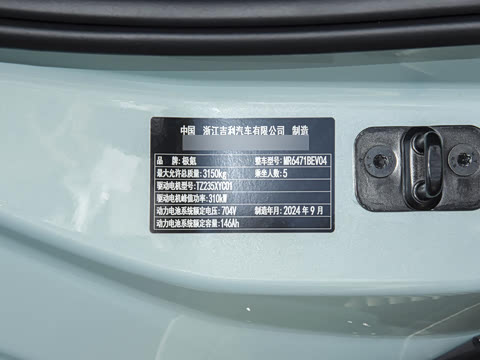 中国 浙江吉利汽车有限公司 制造
品牌：极氪 整车型号：MR6471BEV04
最大允许总质量：3150kg 乘坐人数：5
驱动电机型号：TZ235XYC01
驱动电机峰值功率：310kW
动力电池系统额定电压：704V 制造年月：2024 年 9 月
动力电池系统额定容量：146Ah